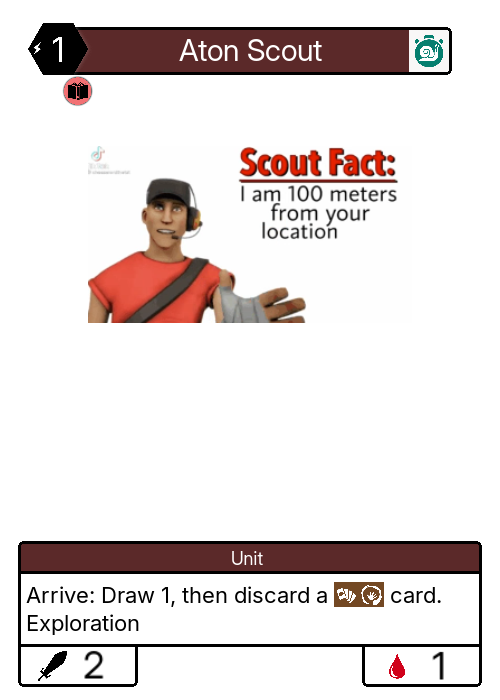 1
Aton Scout
Scout Fact:
I am 100 meters
from your
location
Unit
Arrive: Draw 1, then discard a card.
Exploration
2
1